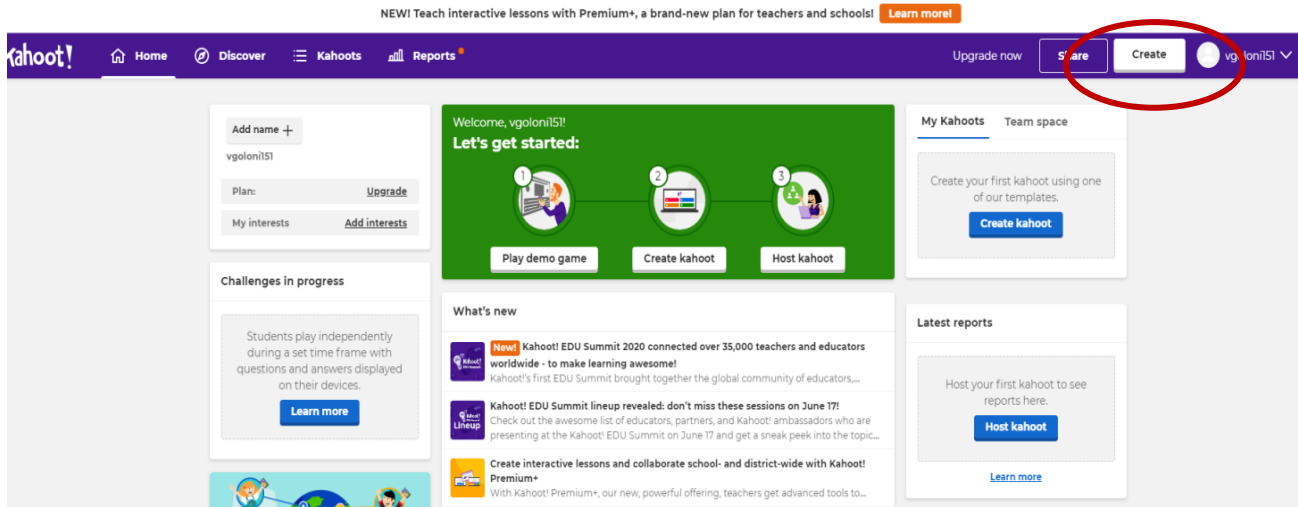 NEW! Teach interactive lessons with Premium+, a brand-new plan for teachers and schools! Learn more!
Kahoot! Home Discover Kahoots Reports Upgrade now Share Create vgoloni151
Add name +
vgoloni151
Plan: Upgrade
My interests Add interests
Challenges in progress
Students play independently
during a set time frame with
questions and answers displayed
on their devices.
Learn more
Welcome, vgoloni151!
Let's get started:
1 2 3
Play demo game Create kahoot Host kahoot
What's new
New! Kahoot! EDU Summit 2020 connected over 35,000 teachers and educators
worldwide - to make learning awesome!
Kahoot!'s first EDU Summit brought together the global community of educators,...
Kahoot! EDU Summit lineup revealed: don't miss these sessions on June 17!
Check out the awesome list of educators, partners, and Kahoot! ambassadors who are
presenting at the Kahoot! EDU Summit on June 17 and get a sneak peek into the topic...
Lineup
Create interactive lessons and collaborate school- and district-wide with Kahoot!
Premium+
With Kahoot! Premium+, our new, powerful offering, teachers get advanced tools to...
My Kahoots Team space
Create your first kahoot using one
of our templates.
Create kahoot
Latest reports
Host your first kahoot to see
reports here.
Host kahoot
Learn more